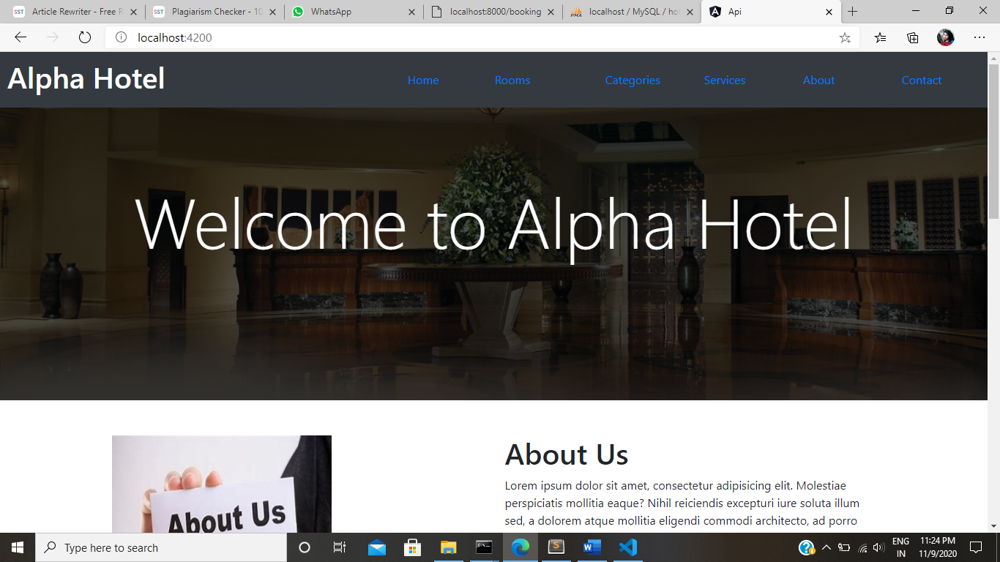 Article Rewriter - Free R
Plagiarism Checker - 10
WhatsApp
localhost:8000/booking
localhost / MySQL / ho
Api
localhost:4200
Alpha Hotel
Home Rooms Categories Services About Contact
Welcome to Alpha Hotel
About Us
About Us
Lorem ipsum dolor sit amet, consectetur adipisicing elit. Molestiae
perspiciatis mollitia eaque? Nihil reiciendis excepturi iure soluta illum
sed, a dolorem atque mollitia eligendi commodi architecto, ad porro
Type here to search
ENG
IN
11:24 PM
11/9/2020